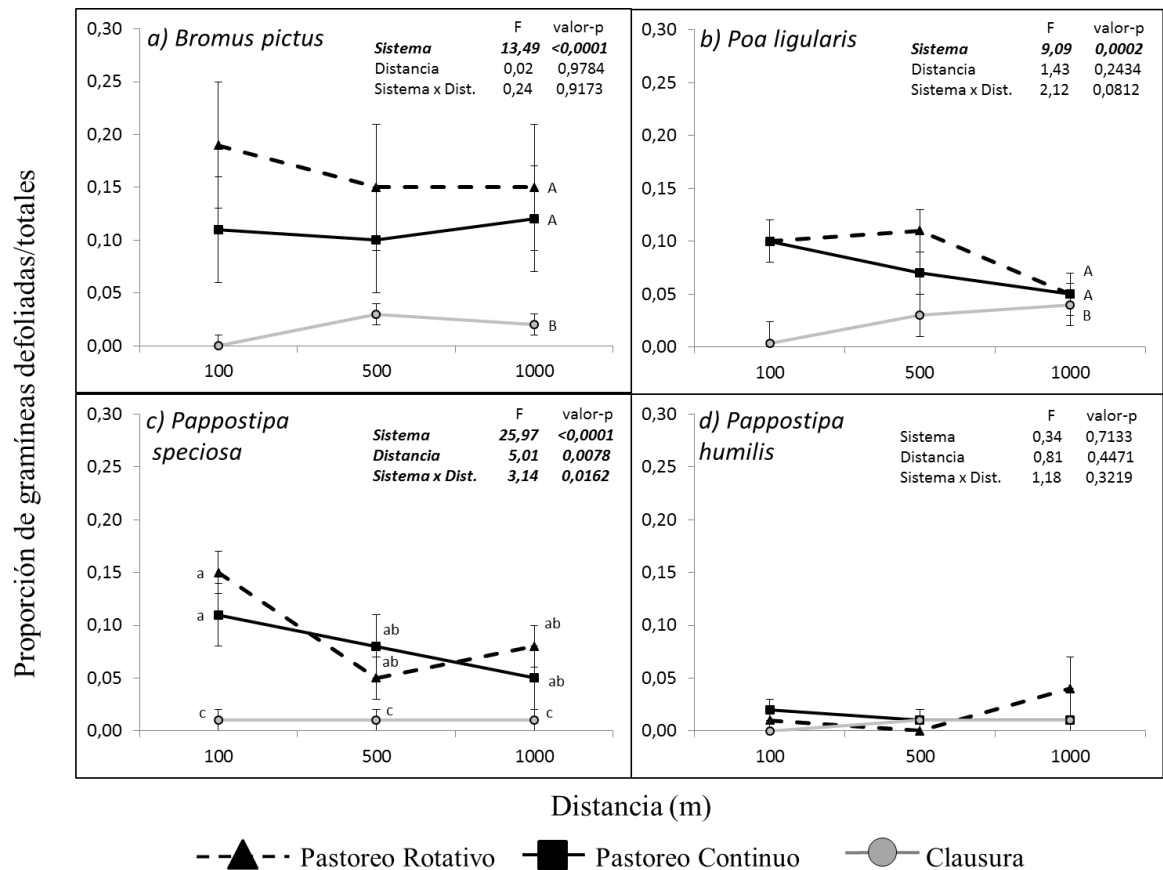 Proporción de gramíneas defoliadas/totales
a) Bromus pictus
F valor-p
Sistema 13,49 <0,0001
Distancia 0,02 0,9784
Sistema x Dist. 0,24 0,9173
0,30
0,25
0,20
0,15
0,10
0,05
0,00
A
A
B
100 500 1000
b) Poa ligularis
F valor-p
Sistema 9,09 0,0002
Distancia 1,43 0,2434
Sistema x Dist. 2,12 0,0812
0,30
0,25
0,20
0,15
0,10
0,05
0,00
A
A
B
100 500 1000
c) Pappostipa
speciosa
F valor-p
Sistema 25,97 <0,0001
Distancia 5,01 0,0078
Sistema x Dist. 3,14 0,0162
0,30
0,25
0,20
0,15
0,10
0,05
0,00
a
a
c
ab
ab
c
ab
ab
c
100 500 1000
d) Pappostipa
humilis
F valor-p
Sistema 0,34 0,7133
Distancia 0,81 0,4471
Sistema x Dist. 1,18 0,3219
0,30
0,25
0,20
0,15
0,10
0,05
0,00
100 500 1000
Distancia (m)
Pastoreo Rotativo Pastoreo Continuo Clausura